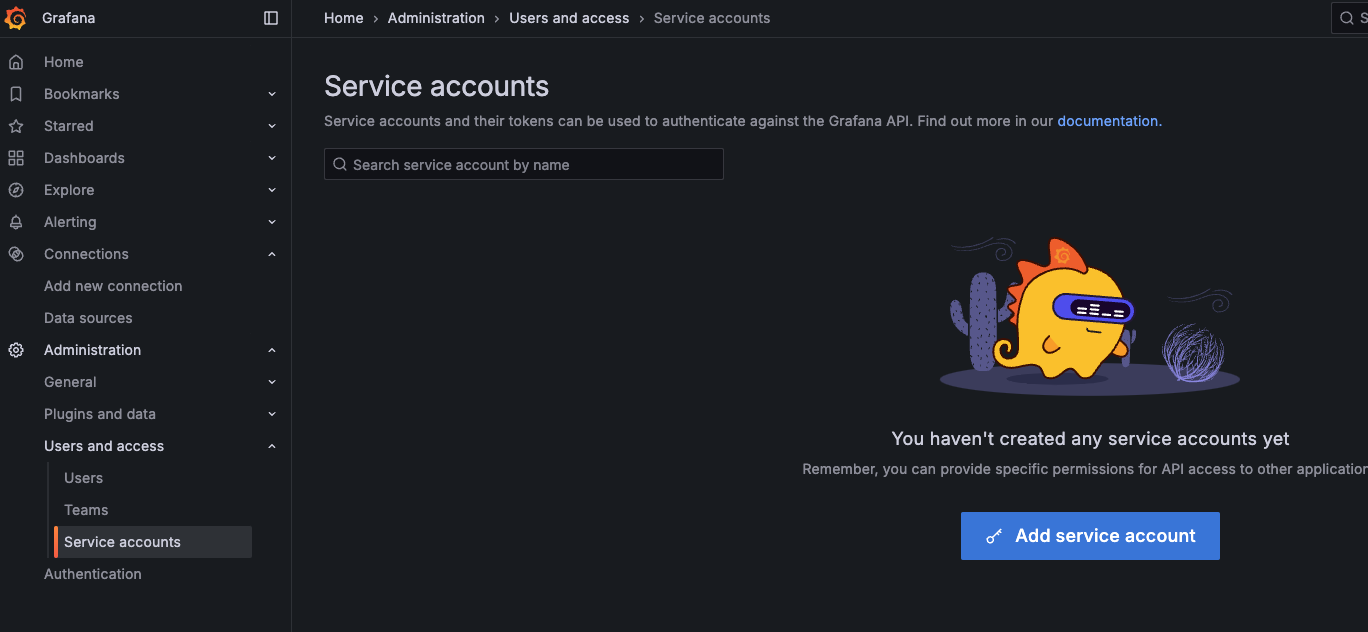 Grafana
Home › Administration › Users and access › Service accounts
Home
Bookmarks
Starred
Dashboards
Explore
Alerting
Connections
Add new connection
Data sources
Administration
General
Plugins and data
Users and access
Users
Teams
Service accounts
Authentication
Service accounts
Service accounts and their tokens can be used to authenticate against the Grafana API. Find out more in our documentation.
Search service account by name
You haven't created any service accounts yet
Remember, you can provide specific permissions for API access to other
Add service account